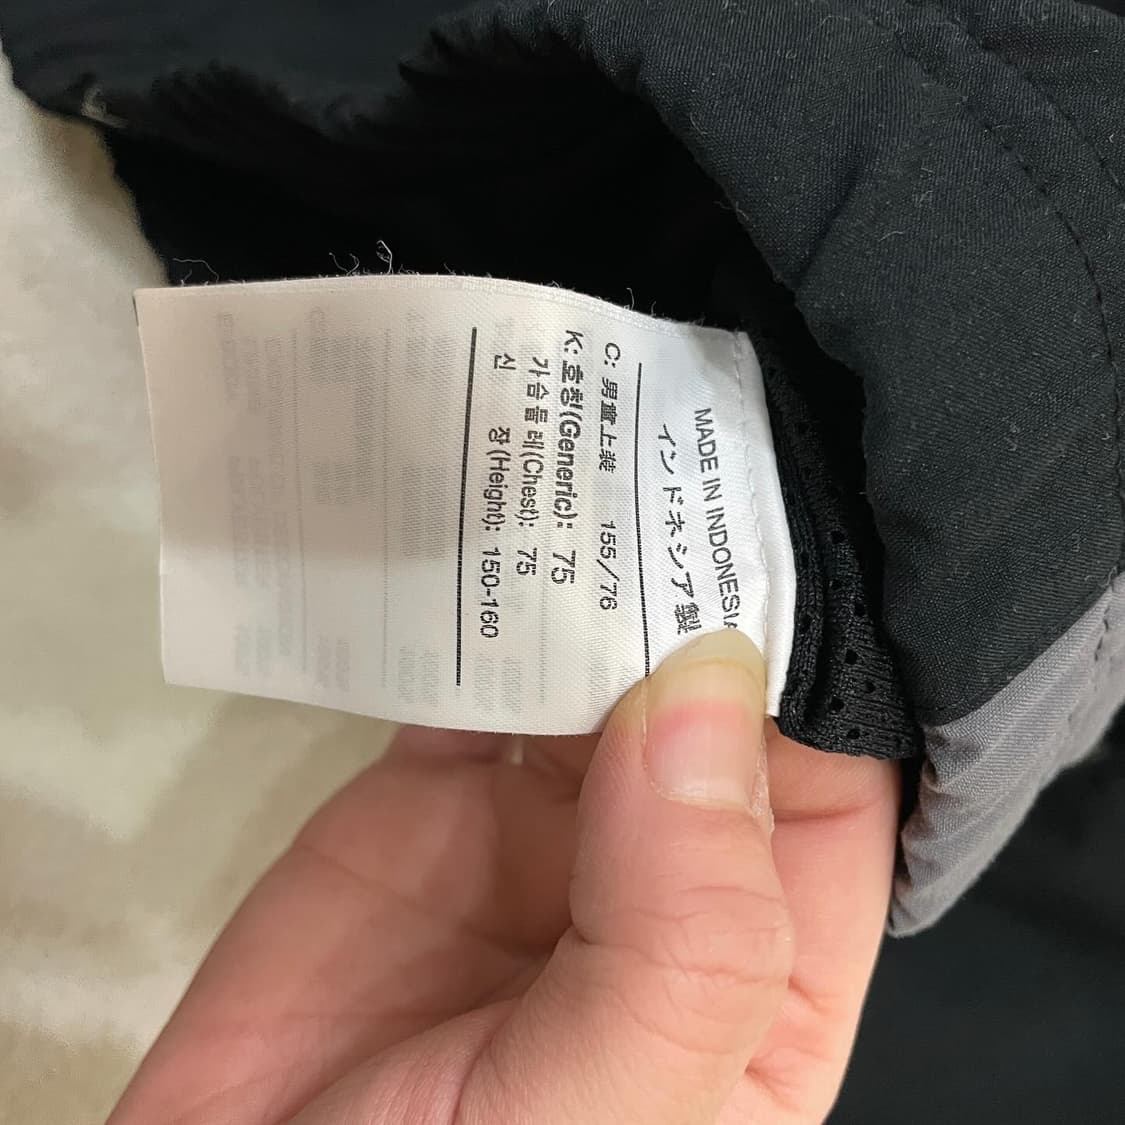 MADE IN INDONESIA
インドネシア製
C: 男童上装 155/76
K: 호칭(Generic): 75
가슴둘레(Chest): 75
신 장(Height): 150-160